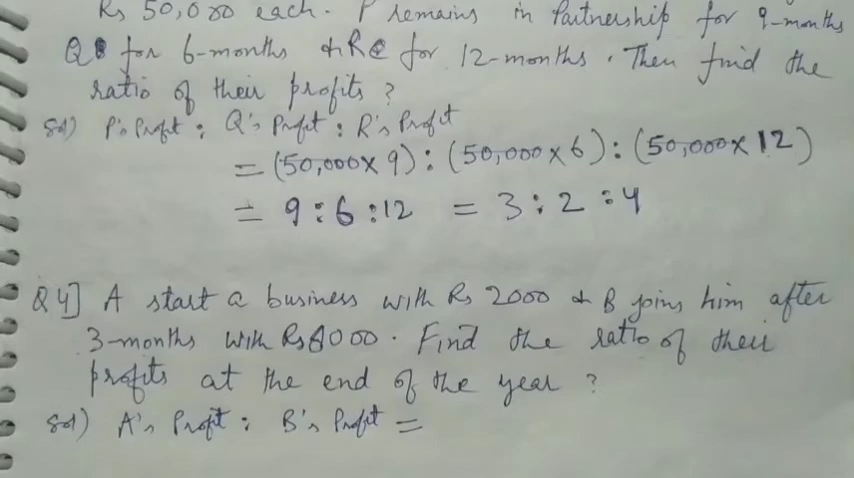 Rs 50,000 each. P remains in Partnership for 9-months
Q for 6-months & R for 12-months. Then find the
ratio of their profits ?
Sol) P's Profit : Q's Profit : R's Profit
= (50,000 x 9) : (50,000 x 6) : (50,000 x 12)
= 9 : 6 : 12 = 3 : 2 : 4
Q 4] A start a business with Rs 2000 & B joins him after
3-months with Rs 8000. Find the ratio of their
profits at the end of the year ?
Sol) A's Profit : B's Profit =